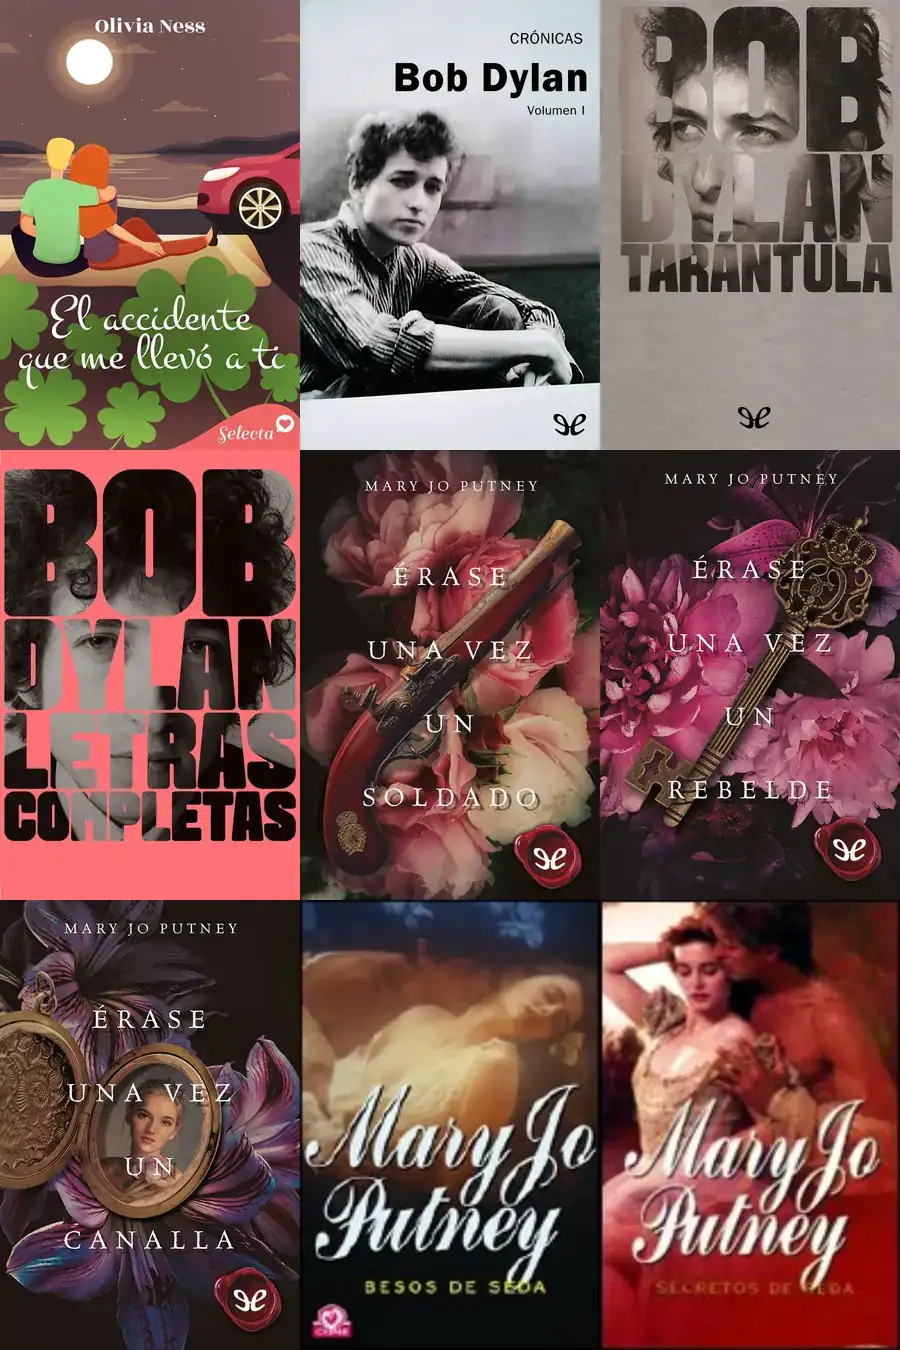 Olivia Ness
El accidente
que me llevó a ti
Selecta
CRÓNICAS
Bob Dylan
Volumen I
BOB
DYLAN
TARÁNTULA
BOB
DYLAN
LETRAS
COMPLETAS
MARY JO PUTNEY
ÉRASE
UNA VEZ
UN
SOLDADO
MARY JO PUTNEY
ÉRASE
UNA VEZ
UN
REBELDE
MARY JO PUTNEY
ÉRASE
UNA VEZ
UN
CANALLA
Mary Jo
Putney
BESOS DE SEDA
Mary Jo
Putney
SECRETOS DE SEDA